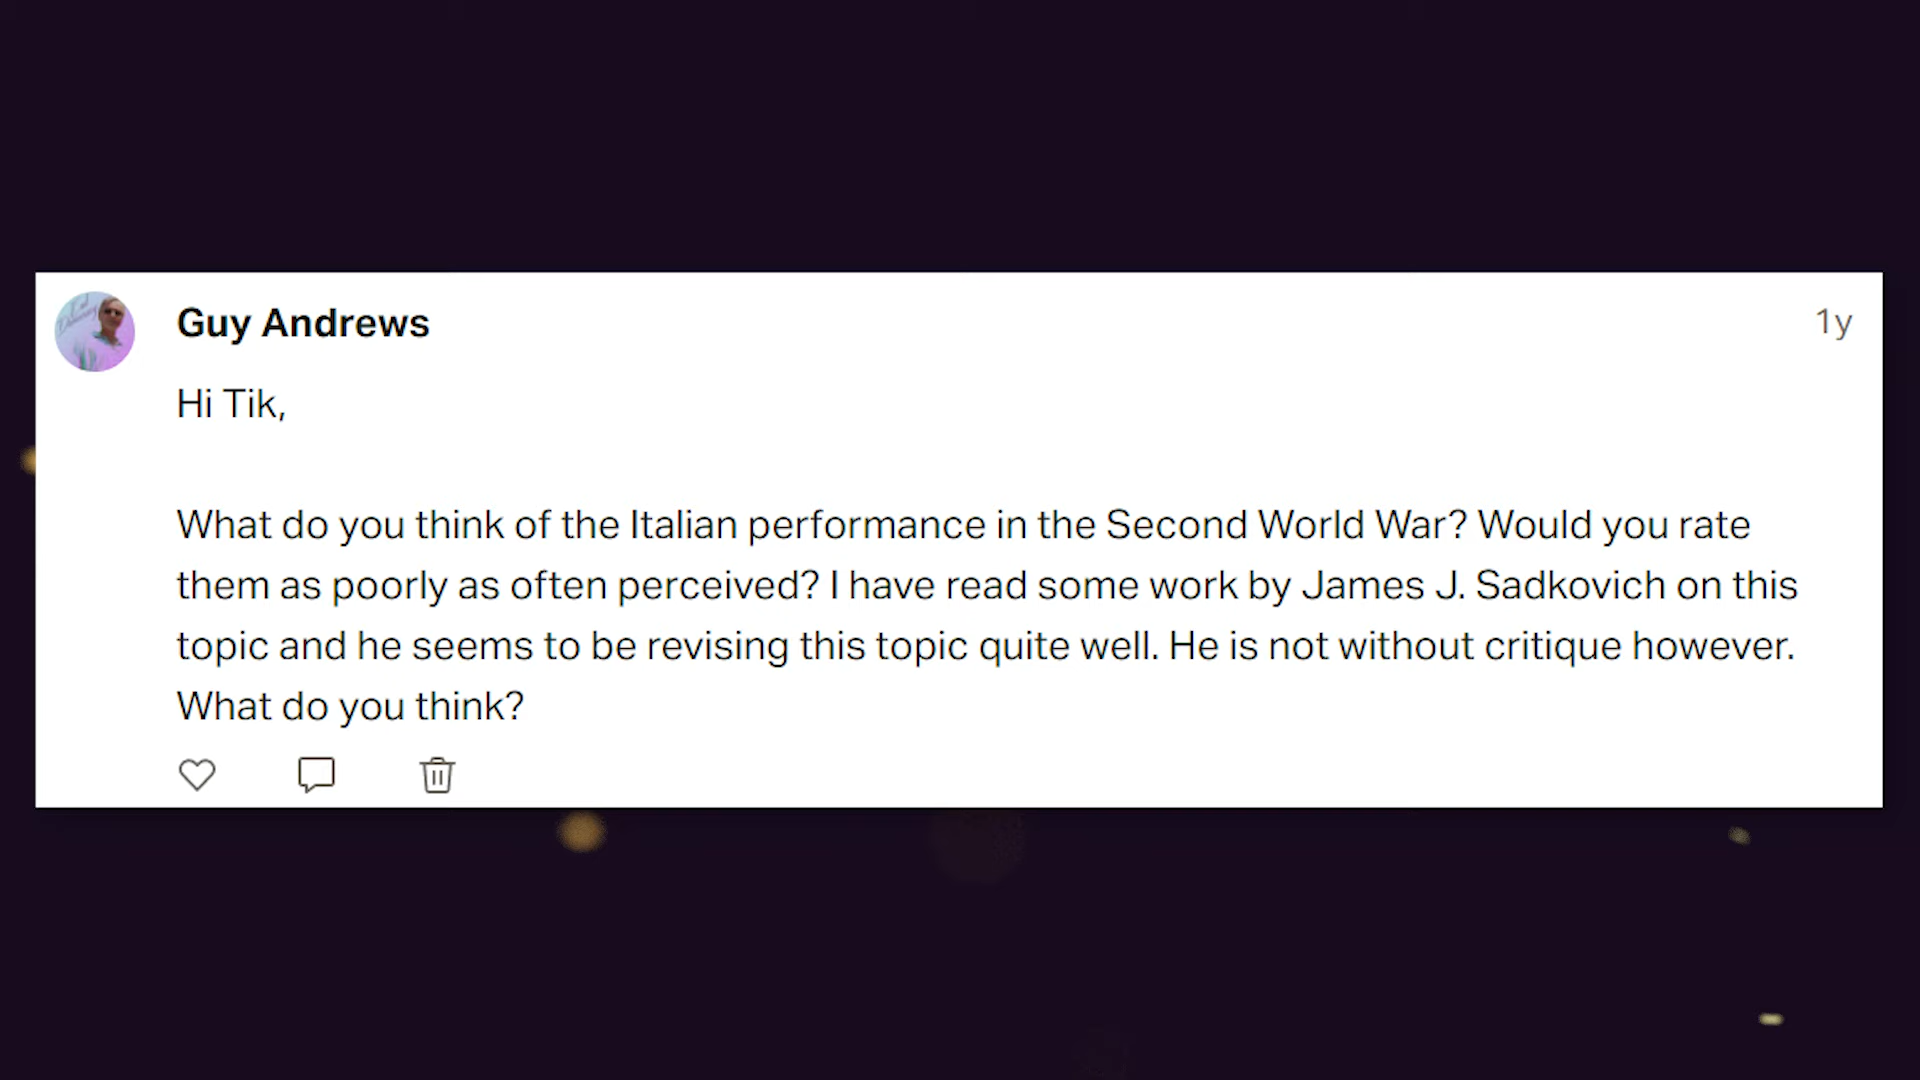 Guy Andrews
1y
Hi Tik,
What do you think of the Italian performance in the Second World War? Would you rate
them as poorly as often perceived? I have read some work by James J. Sadkovich on this
topic and he seems to be revising this topic quite well. He is not without critique however.
What do you think?